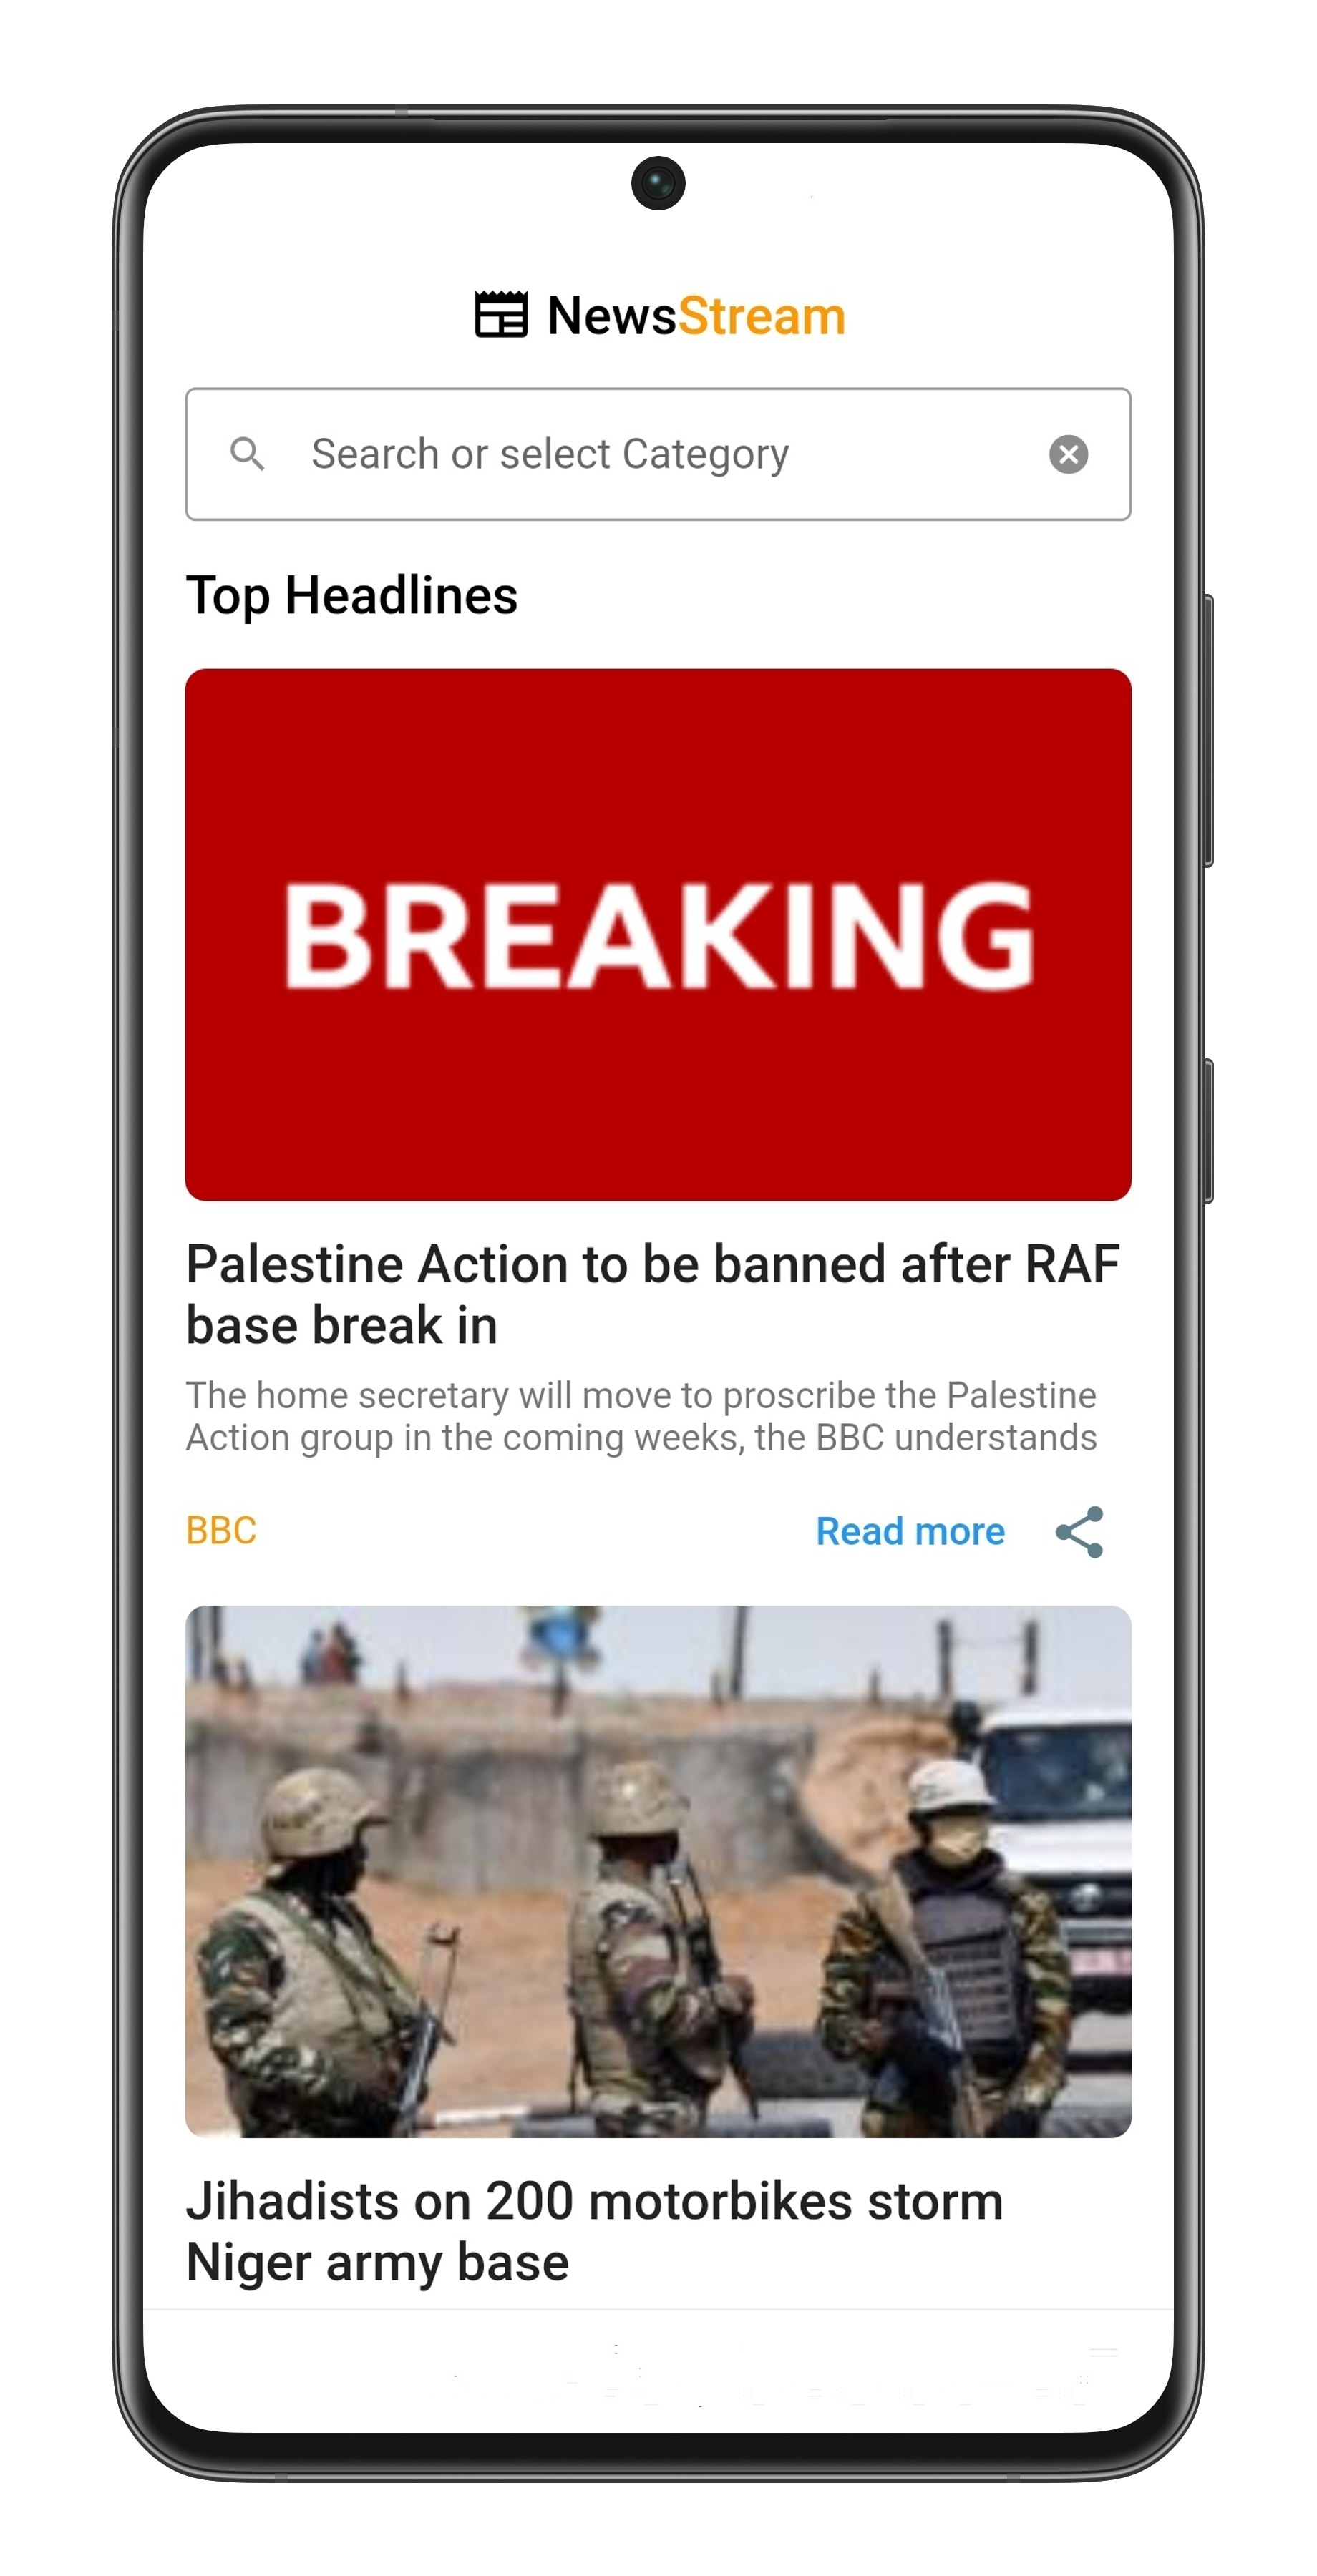 NewsStream
Search or select Category
Top Headlines
BREAKING
Palestine Action to be banned after RAF
base break in
The home secretary will move to proscribe the Palestine
Action group in the coming weeks, the BBC understands
BBC
Read more
Jihadists on 200 motorbikes storm
Niger army base